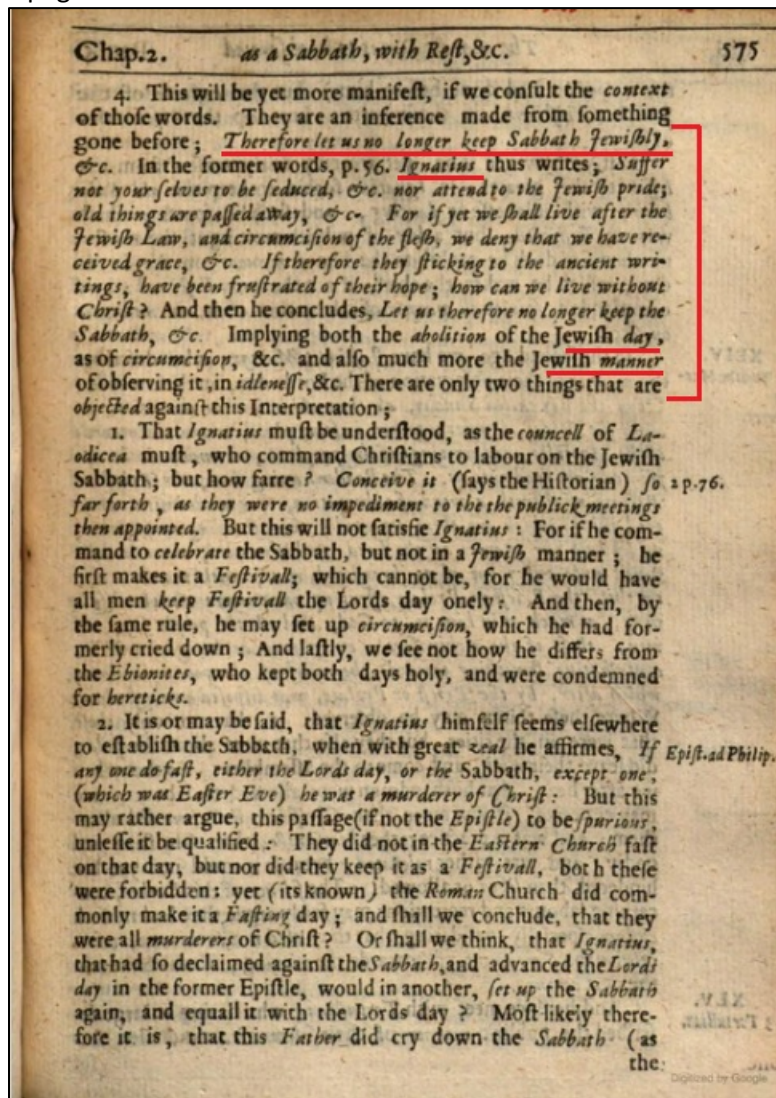 Chap.2. as a Sabbath, with Reſt,&c. 575
4. This will be yet more manifeſt, if we conſult the context
of thoſe words. They are an inference made from ſomething
gone before; Therefore let us no longer keep Sabbath Jewiſhly,
&c. In the former words, p.56. Ignatius thus writes; Suffer
not your ſelves to be ſeduced, &c. nor attend to the Jewiſh pride;
old things are paſſed away, &c. For if yet we ſhall live after the
Jewiſh Law, and circumciſion of the fleſh, we deny that we have re-
ceived grace, &c. If therefore they ſticking to the ancient wri-
tings, have been fruſtrated of their hope; how can we live without
Chriſt? And then he concludes, Let us therefore no longer keep the
Sabbath, &c. Implying both the abolition of the Jewiſh day,
as of circumciſion, &c. and alſo much more the Jewiſh manner
of obſerving it, in idleneſſe, &c. There are only two things that are
objected againſt this Interpretation;
1. That Ignatius muſt be underſtood, as the councell of La-
odicea muſt, who command Chriſtians to labour on the Jewiſh
Sabbath; but how farre? Conceive it (ſays the Hiſtorian) ſo 2 p.76.
far forth, as they were no impediment to the the publick meetings
then appointed. But this will not ſatisfie Ignatius: For if he com-
mand to celebrate the Sabbath, but not in a Jewiſh manner; he
firſt makes it a Feſtivall; which cannot be, for he would have
all men keep Feſtivall the Lords day onely: And then, by
the ſame rule, he may ſet up circumciſion, which he had for-
merly cried down; And laſtly, we ſee not how he differs from
the Ebionites, who kept both days holy, and were condemned
for hereticks.
2. It is or may be ſaid, that Ignatius himſelf ſeems elſewhere
to eſtabliſh the Sabbath, when with great zeal he affirmes, If Epiſt. ad Philip.
any one do faſt, either the Lords day, or the Sabbath, except one,
(which was Eaſter Eve) he was a murderer of Chriſt: But this
may rather argue, this paſſage (if not the Epiſtle) to be ſpurious,
unleſſe it be qualified: They did not in the Eaſtern Church faſt
on that day, but nor did they keep it as a Feſtivall, both theſe
were forbidden: yet (its known) the Roman Church did com-
monly make it a Faſting day; and ſhall we conclude, that they
were all murderers of Chriſt? Or ſhall we think, that Ignatius,
that had ſo declaimed againſt the Sabbath, and advanced the Lords
day in the former Epiſtle, would in another, ſet up the Sabbath
again, and equall it with the Lords day? Moſt likely there-
fore it is, that this Father did cry down the Sabbath (as
the
Digitized by Google